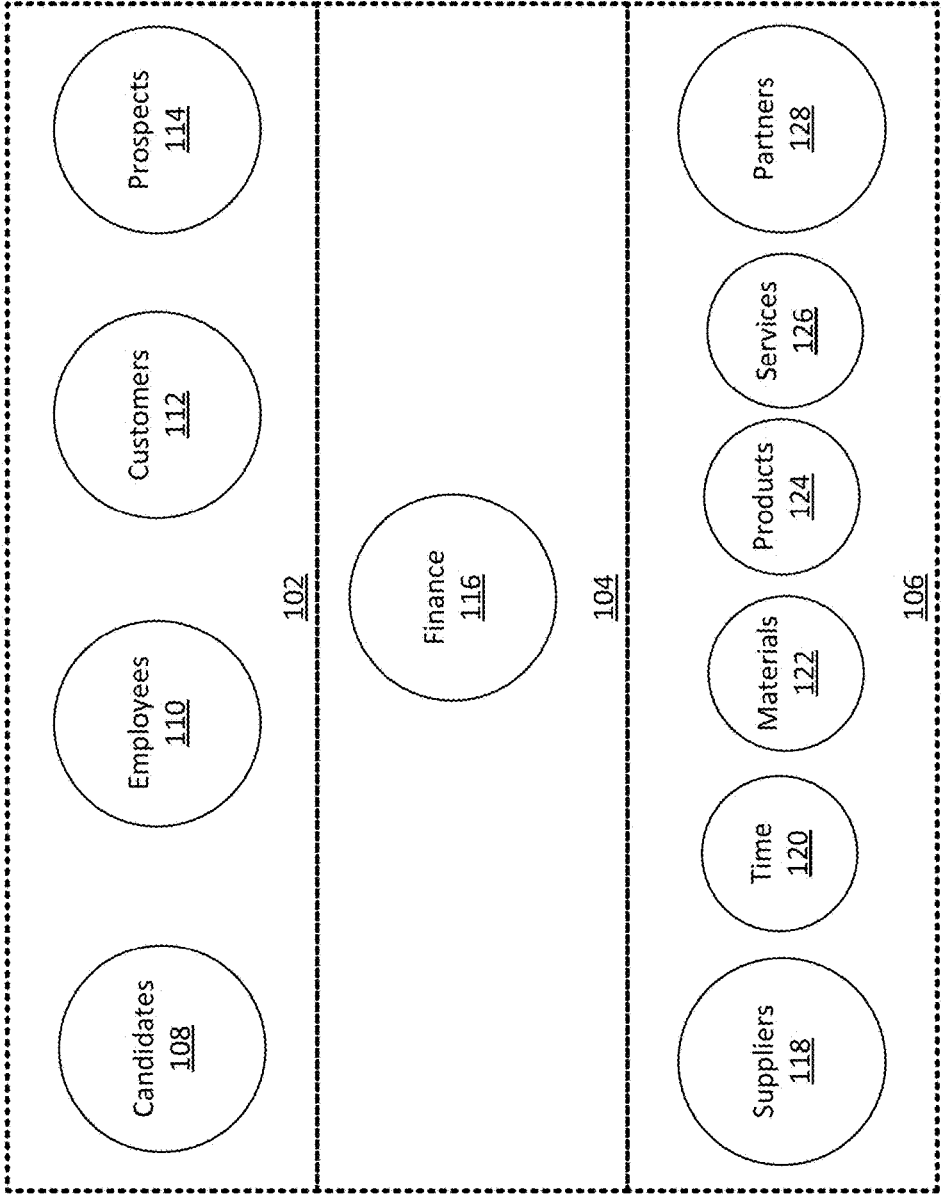 Candidates
108
Employees
110
Customers
112
Prospects
114
102
Finance
116
104
Suppliers
118
Time
120
Materials
122
Products
124
Services
126
Partners
128
106